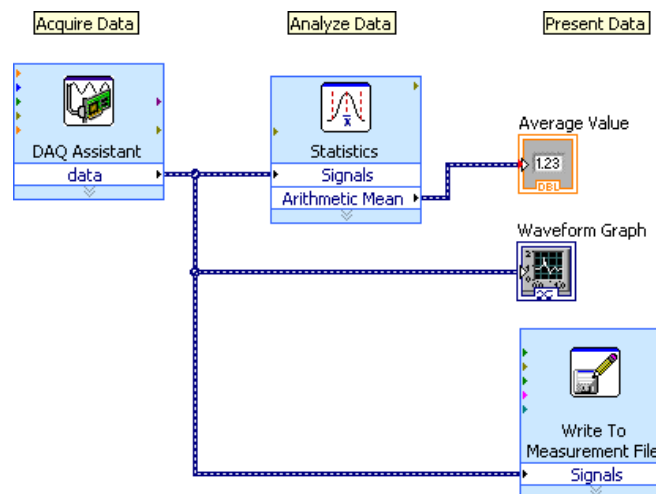 Acquire Data
Analyze Data
Present Data
DAQ Assistant
data
Statistics
Signals
Arithmetic Mean
Average Value
1.23
DBL
Waveform Graph
Write To
Measurement File
Signals